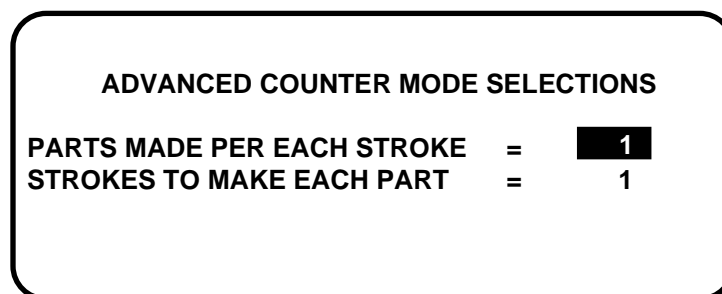 ADVANCED COUNTER MODE SELECTIONS
PARTS MADE PER EACH STROKE = 1
STROKES TO MAKE EACH PART = 1